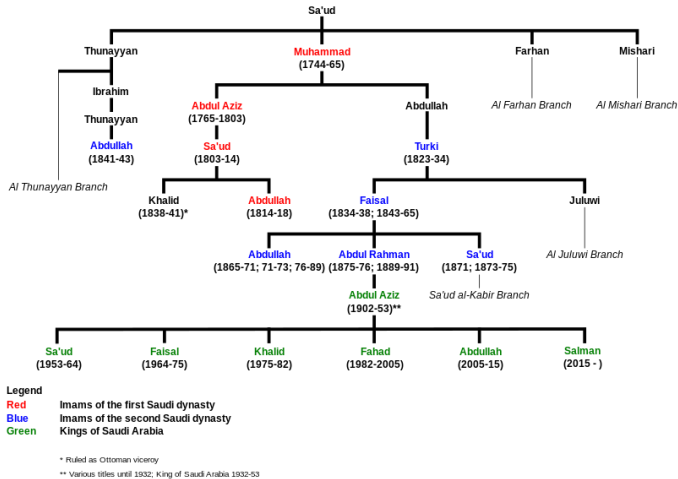 Sa'ud
Thunayyan
Muhammad
(1744-65)
Farhan
Mishari
Ibrahim
Thunayyan
Abdullah
(1841-43)
Al Thunayyan Branch
Abdul Aziz
(1765-1803)
Abdullah
Al Farhan Branch
Al Mishari Branch
Sa'ud
(1803-14)
Turki
(1823-34)
Khalid
(1838-41)*
Abdullah
(1814-18)
Faisal
(1834-38; 1843-65)
Juluwi
Abdullah
(1865-71; 71-73; 76-89)
Abdul Rahman
(1875-76; 1889-91)
Sa'ud
(1871; 1873-75)
Al Juluwi Branch
Abdul Aziz
(1902-53)**
Sa'ud al-Kabir Branch
Sa'ud
(1953-64)
Faisal
(1964-75)
Khalid
(1975-82)
Fahad
(1982-2005)
Abdullah
(2005-15)
Salman
(2015 - )
Legend
Red Imams of the first Saudi dynasty
Blue Imams of the second Saudi dynasty
Green Kings of Saudi Arabia
* Ruled as Ottoman viceroy
** Various titles until 1932; King of Saudi Arabia 1932-53